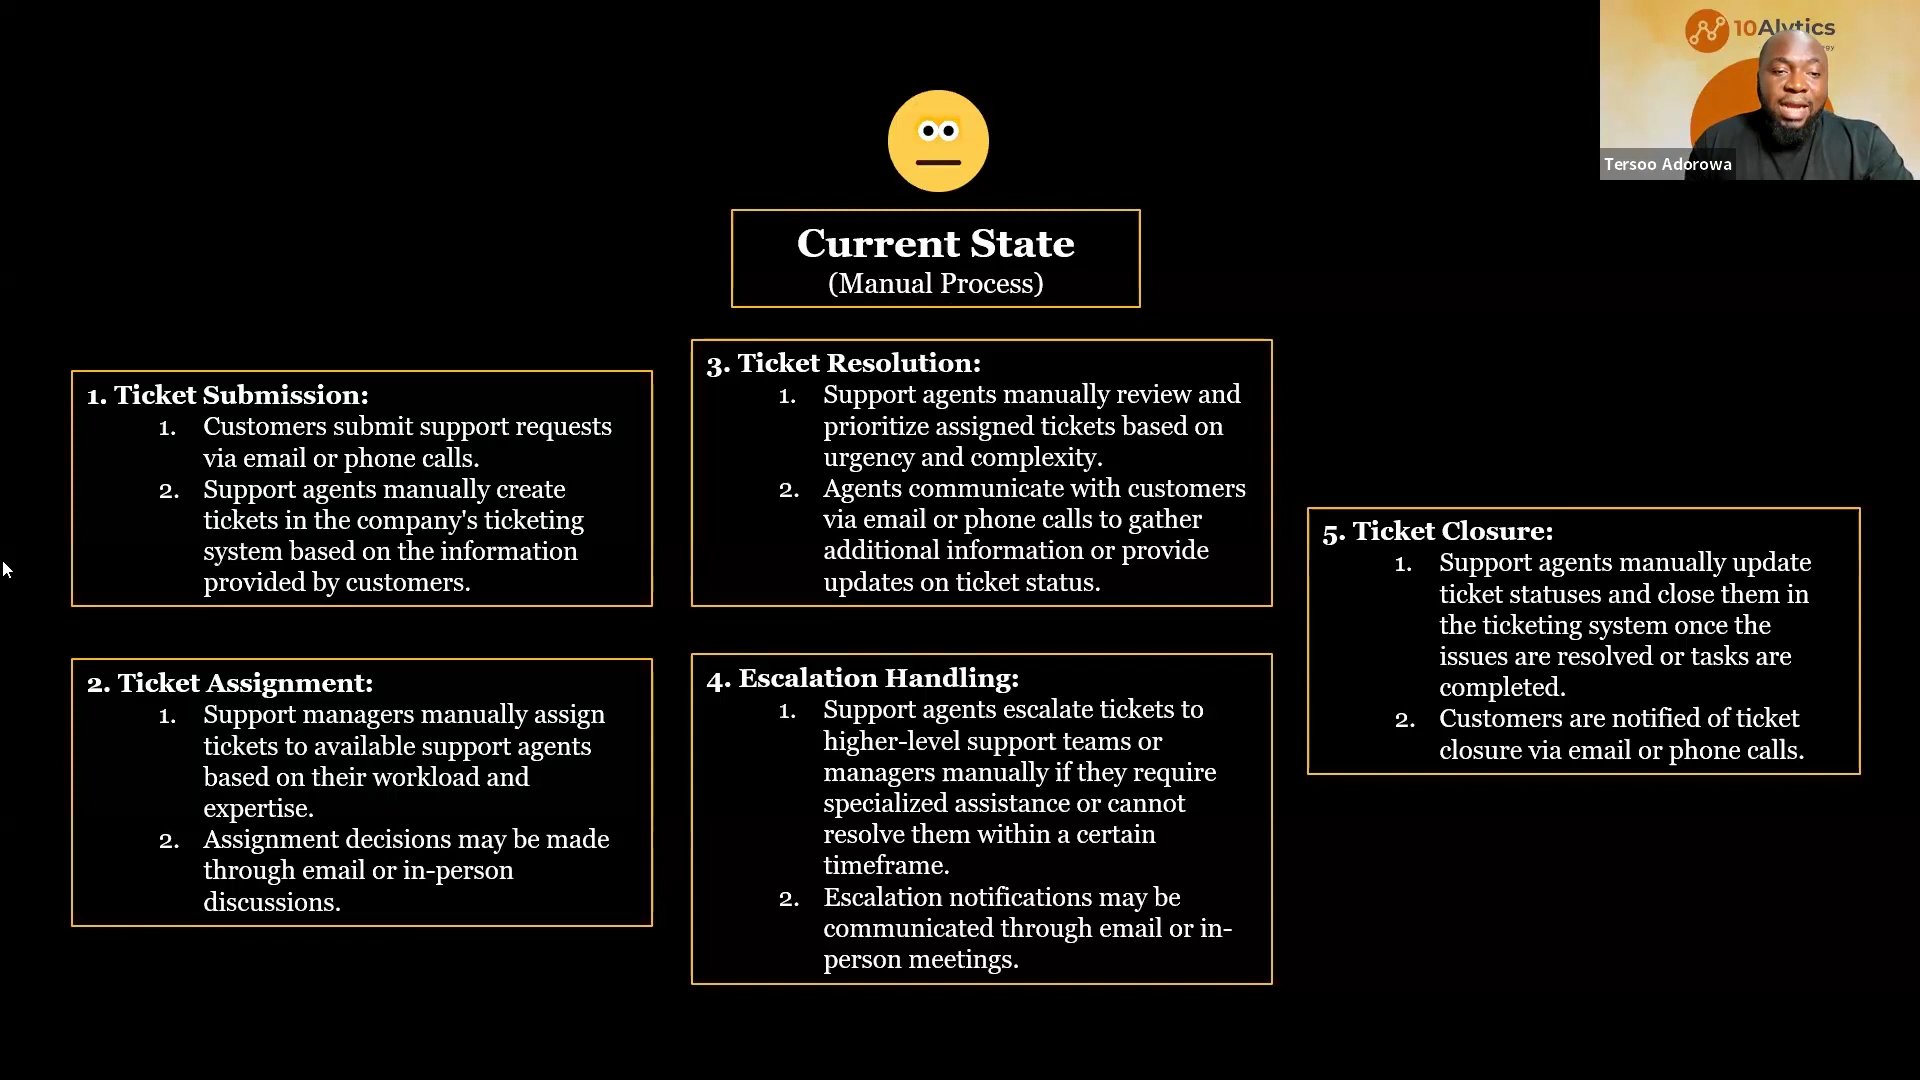 10Alytics
Tersoo Adorowa
Current State
(Manual Process)
1. Ticket Submission:
1. Customers submit support requests
via email or phone calls.
2. Support agents manually create
tickets in the company's ticketing
system based on the information
provided by customers.
2. Ticket Assignment:
1. Support managers manually assign
tickets to available support agents
based on their workload and
expertise.
2. Assignment decisions may be made
through email or in-person
discussions.
3. Ticket Resolution:
1. Support agents manually review and
prioritize assigned tickets based on
urgency and complexity.
2. Agents communicate with customers
via email or phone calls to gather
additional information or provide
updates on ticket status.
4. Escalation Handling:
1. Support agents escalate tickets to
higher-level support teams or
managers manually if they require
specialized assistance or cannot
resolve them within a certain
timeframe.
2. Escalation notifications may be
communicated through email or in-
person meetings.
5. Ticket Closure:
1. Support agents manually update
ticket statuses and close them in
the ticketing system once the
issues are resolved or tasks are
completed.
2. Customers are notified of ticket
closure via email or phone calls.